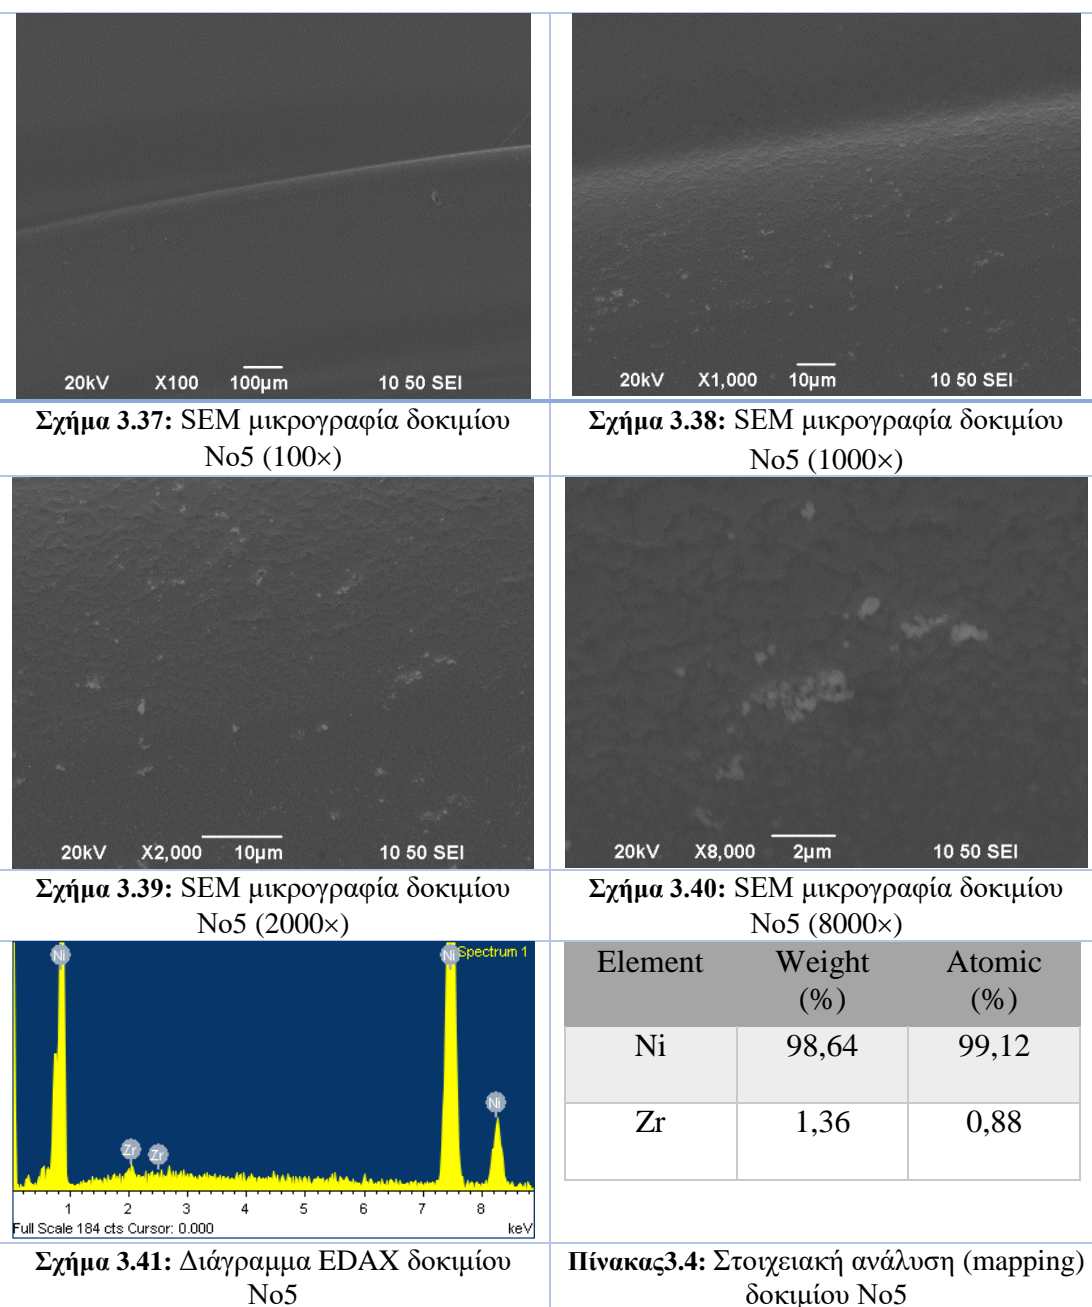 20kV X100 100µm 10 50 SEI
20kV X1,000 10µm 10 50 SEI
Σχήμα 3.37: SEM μικρογραφία δοκιμίου
No5 (100×)
Σχήμα 3.38: SEM μικρογραφία δοκιμίου
No5 (1000×)
20kV X2,000 10µm 10 50 SEI
20kV X8,000 2µm 10 50 SEI
Σχήμα 3.39: SEM μικρογραφία δοκιμίου
No5 (2000×)
Σχήμα 3.40: SEM μικρογραφία δοκιμίου
No5 (8000×)
Ni Ni Spectrum 1
Ni
Zr Zr
1 2 3 4 5 6 7 8
Full Scale 184 cts Cursor: 0.000 keV
Element Weight (%) Atomic (%)
Ni 98,64 99,12
Zr 1,36 0,88
Σχήμα 3.41: Διάγραμμα EDAX δοκιμίου
No5
Πίνακας3.4: Στοιχειακή ανάλυση (mapping)
δοκιμίου No5